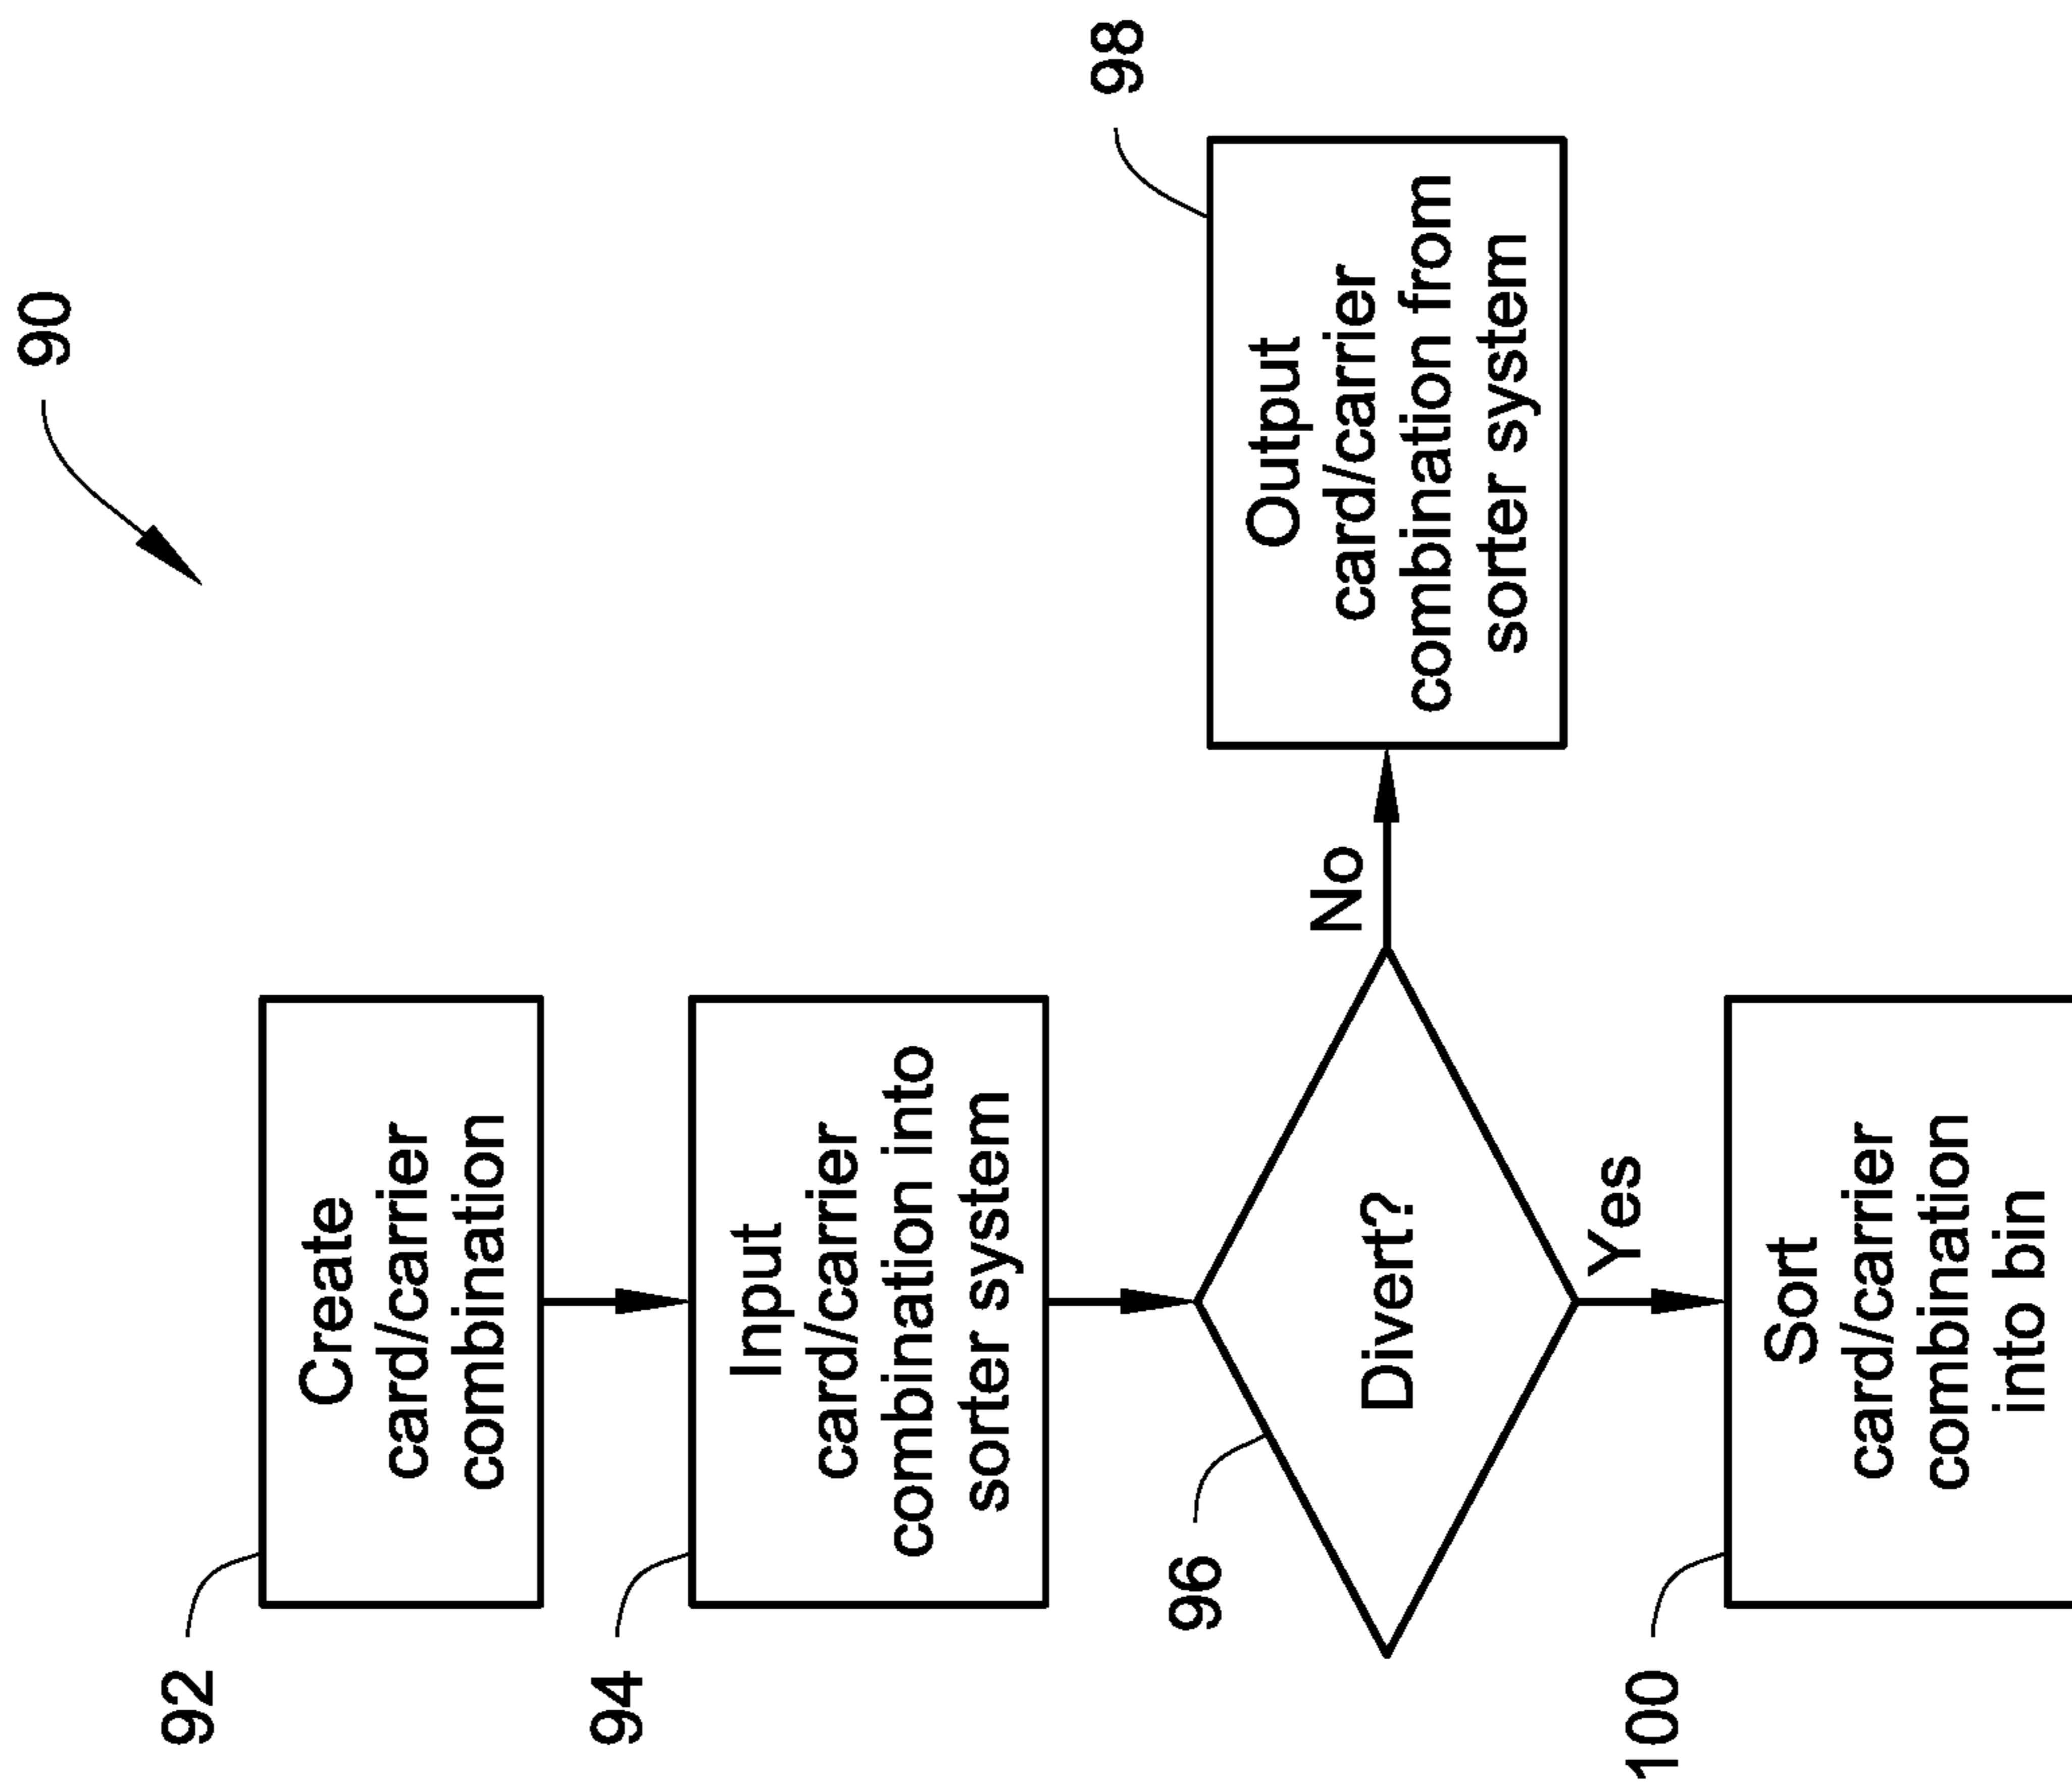 90
92
Create
card/carrier
combination
94
Input
card/carrier
combination into
sorter system
96
Divert?
No
98
Output
card/carrier
combination from
sorter system
Yes
100
Sort
card/carrier
combination
into bin